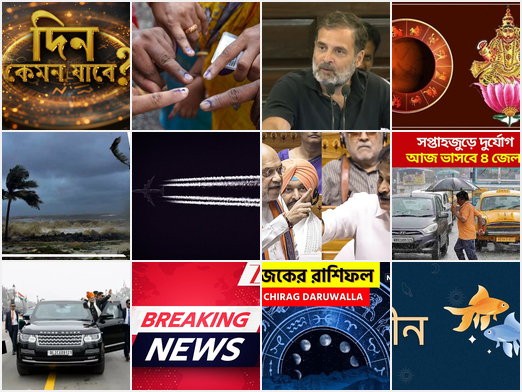 দিন
কেমন যাবে?
সপ্তাহজুড়ে দুর্যোগ
আজ ভাসবে ৪ জেলা
জকের রাশিফল
CHIRAG DARUWALLA
BREAKING
NEWS
ীন